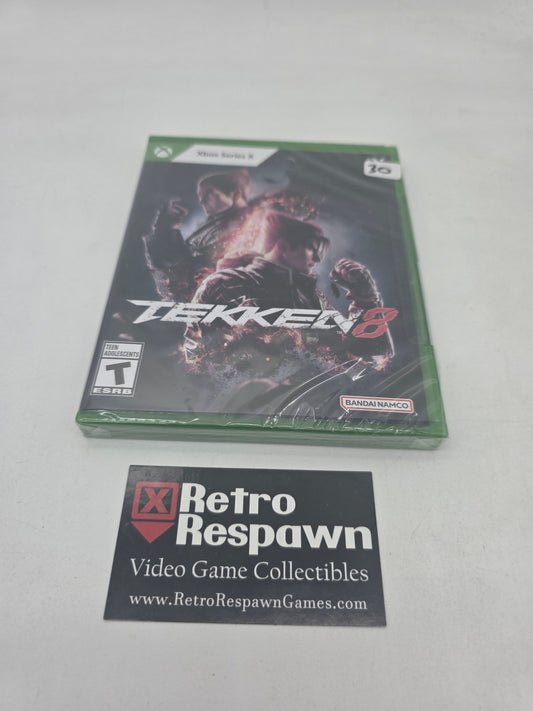 Xbox Series X
30
TEKKEN 8
TEEN
ADOLESCENTS
T
ESRB
BANDAI NAMCO
Retro
Respawn
Video Game Collectibles
www.RetroRespawnGames.com